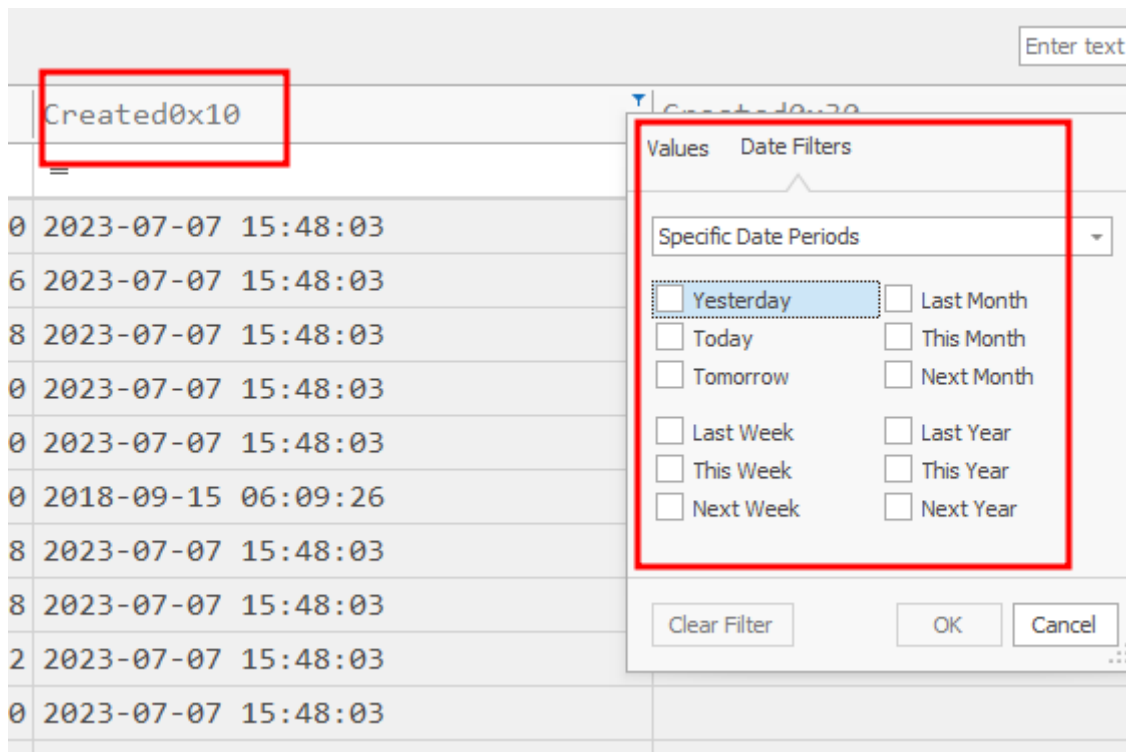 Enter text
Created0x10
Created0x30
=
Values Date Filters
Specific Date Periods
Yesterday Last Month
Today This Month
Tomorrow Next Month
Last Week Last Year
This Week This Year
Next Week Next Year
Clear Filter OK Cancel
0 2023-07-07 15:48:03
6 2023-07-07 15:48:03
8 2023-07-07 15:48:03
0 2023-07-07 15:48:03
0 2023-07-07 15:48:03
0 2018-09-15 06:09:26
8 2023-07-07 15:48:03
8 2023-07-07 15:48:03
2 2023-07-07 15:48:03
0 2023-07-07 15:48:03